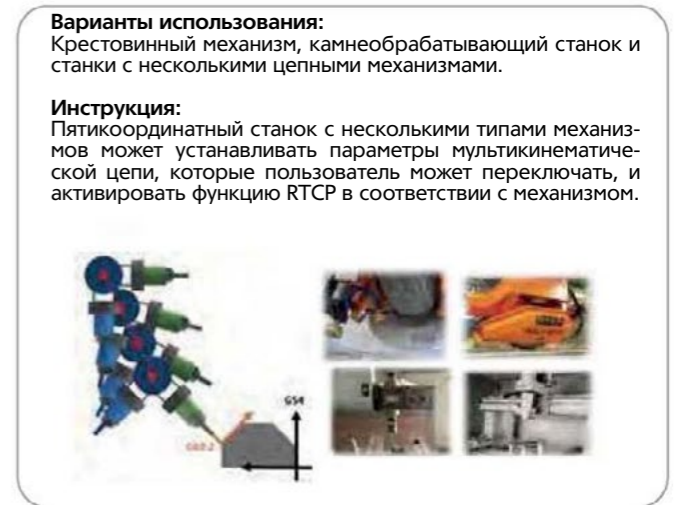 Варианты использования:
Крестовинный механизм, камнеобрабатывающий станок и
станки с несколькими цепными механизмами.
Инструкция:
Пятикоординатный станок с несколькими типами механиз-
мов может устанавливать параметры мультикинематиче-
ской цепи, которые пользователь может переключать, и
активировать функцию RTCP в соответствии с механизмом.
G54